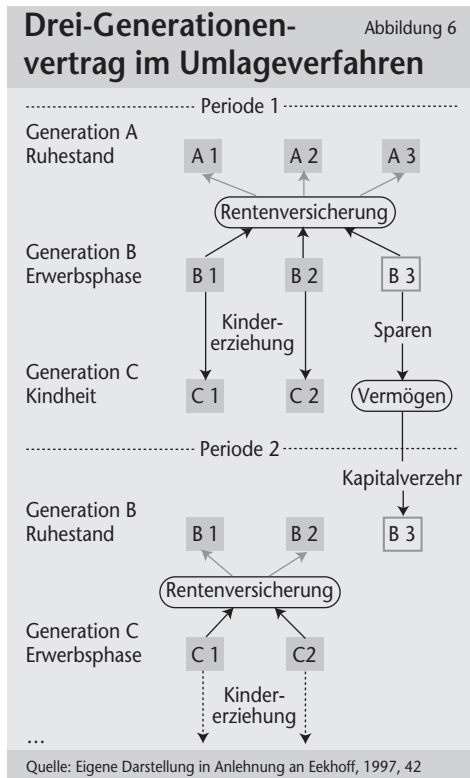 Drei-Generationen-
vertrag im Umlageverfahren
Abbildung 6
Periode 1
Generation A
Ruhestand
A 1
A 2
A 3
Rentenversicherung
Generation B
Erwerbsphase
B 1
B 2
B 3
Kinder-
erziehung
Sparen
Generation C
Kindheit
C 1
C 2
Vermögen
Periode 2
Kapitalverzehr
Generation B
Ruhestand
B 1
B 2
B 3
Rentenversicherung
Generation C
Erwerbsphase
C 1
C2
Kinder-
erziehung
...
Quelle: Eigene Darstellung in Anlehnung an Eekhoff, 1997, 42